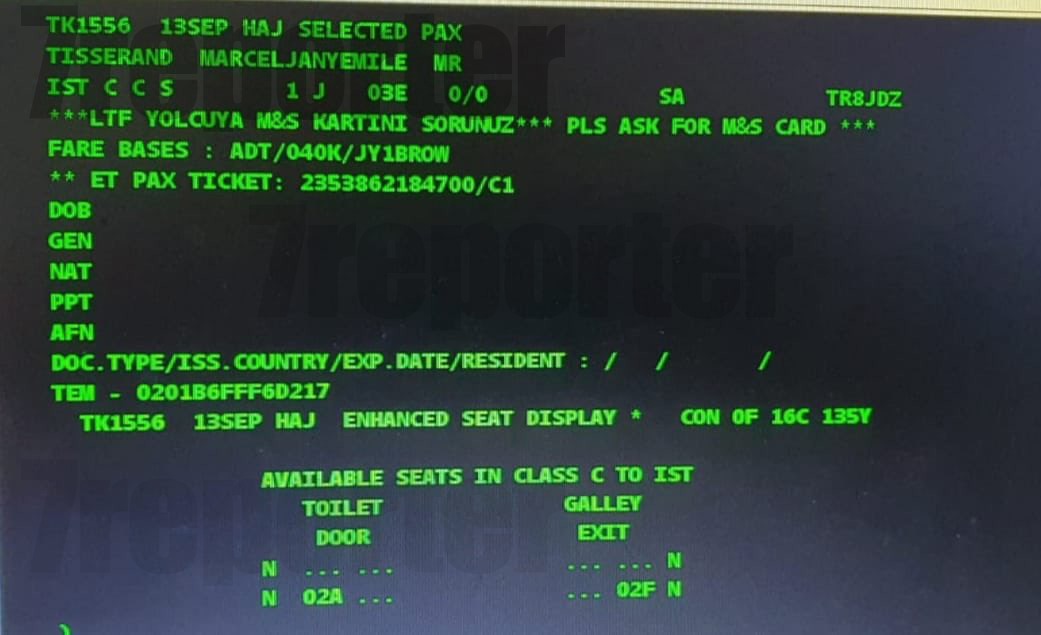 TK1556 13SEP HAJ SELECTED PAX
TISSERAND MARCELJANYEMILE MR
IST C C S 1 J 03E 0/0 SA TR8JDZ
***LTF YOLCUYA M&S KARTINI SORUNUZ*** PLS ASK FOR M&S CARD ***
FARE BASES : ADT/040K/JY1BROW
** ET PAX TICKET: 2353862184700/C1
DOB
GEN
NAT
PPT
AFN
DOC.TYPE/ISS.COUNTRY/EXP.DATE/RESIDENT : / / /
TEM - 0201B6FFF6D217
TK1556 13SEP HAJ ENHANCED SEAT DISPLAY * CON OF 16C 135Y
AVAILABLE SEATS IN CLASS C TO IST
TOILET GALLEY
DOOR EXIT
N ... ... ... ... N
N 02A ... ... 02F N
7reporter
7reporter
7reporter